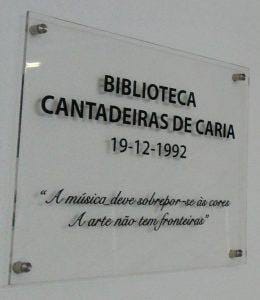 BIBLIOTECA
CANTADEIRAS DE CARIA
19-12-1992
“A música deve sobrepor-se às cores
A arte não tem fronteiras”